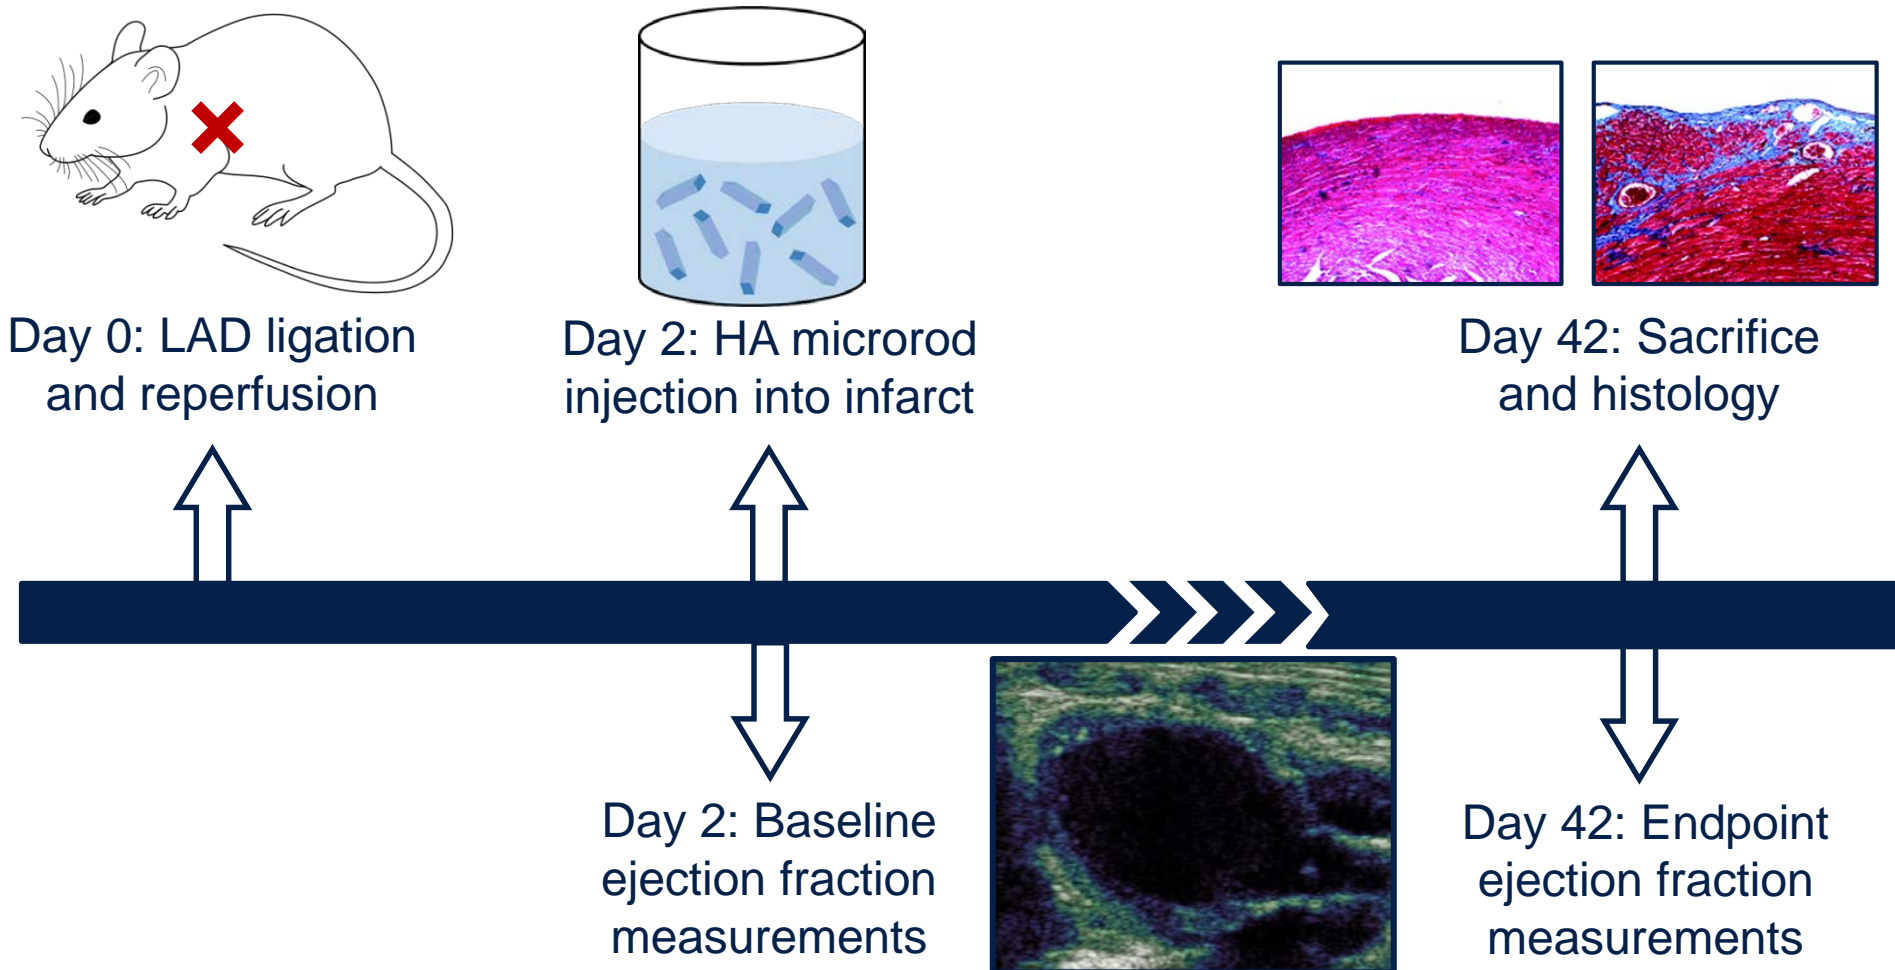 Day 0: LAD ligation
and reperfusion
Day 2: HA microrod
injection into infarct
Day 42: Sacrifice
and histology
Day 2: Baseline
ejection fraction
measurements
Day 42: Endpoint
ejection fraction
measurements